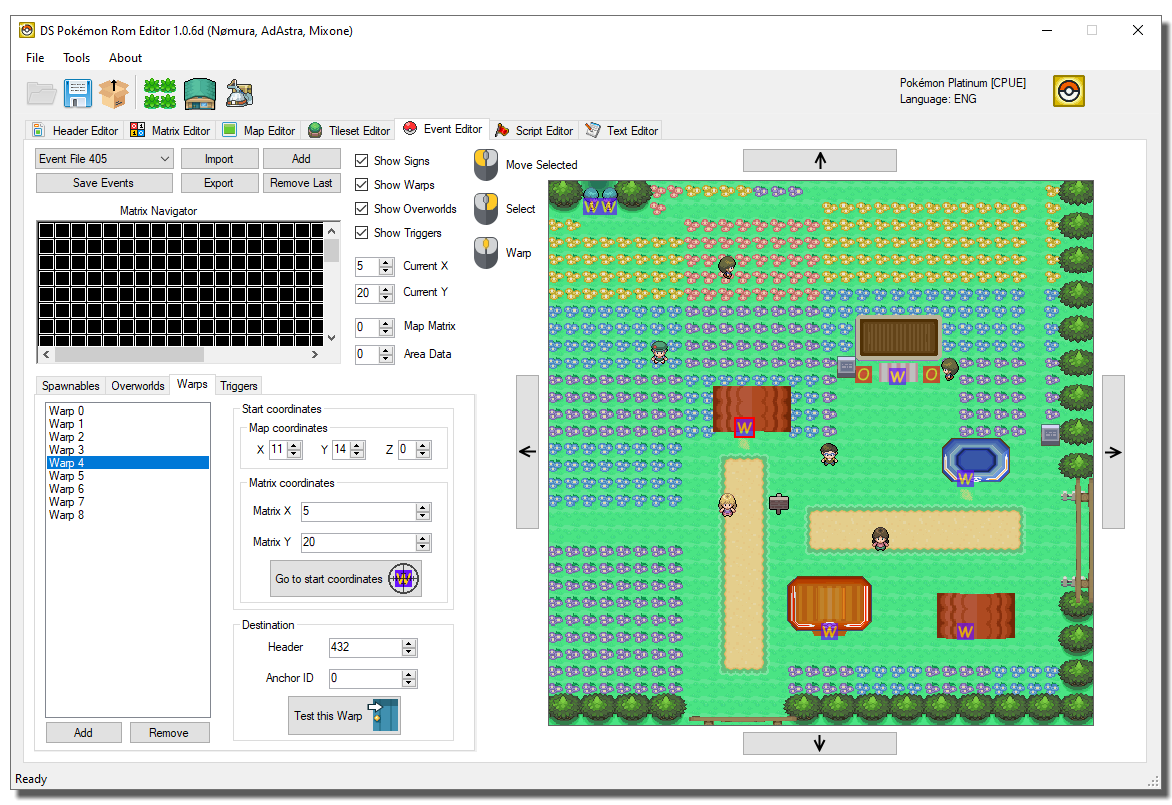 DS Pokémon Rom Editor 1.0.6d (Nømura, AdAstra, Mixone)
File Tools About
Pokémon Platinum [CPUE]
Language: ENG
Header Editor Matrix Editor Map Editor Tileset Editor Event Editor Script Editor Text Editor
Event File 405 Import Add
Save Events Export Remove Last
Matrix Navigator
Show Signs
Show Warps
Show Overworlds
Show Triggers
5 Current X
20 Current Y
0 Map Matrix
0 Area Data
Move Selected
Select
Warp
Spawnables Overworlds Warps Triggers
Warp 0
Warp 1
Warp 2
Warp 3
Warp 4
Warp 5
Warp 6
Warp 7
Warp 8
Add Remove
Start coordinates
Map coordinates
X 11 Y 14 Z 0
Matrix coordinates
Matrix X 5
Matrix Y 20
Go to start coordinates W
Destination
Header 432
Anchor ID 0
Test this Warp
W W
O W O
W
W
W
W
Ready